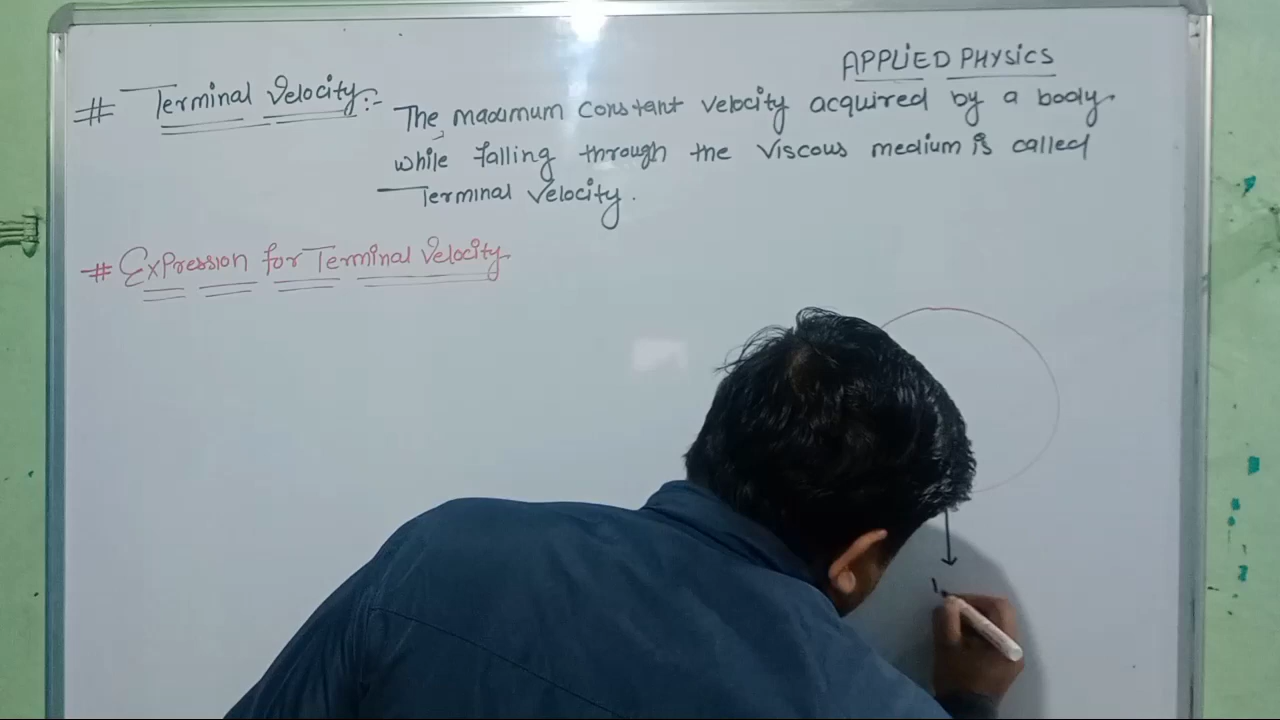 APPLIED PHYSICS
# Terminal Velocity:- The maximum constant velocity acquired by a body
while falling through the viscous medium is called
Terminal Velocity.
# Expression for Terminal Velocity